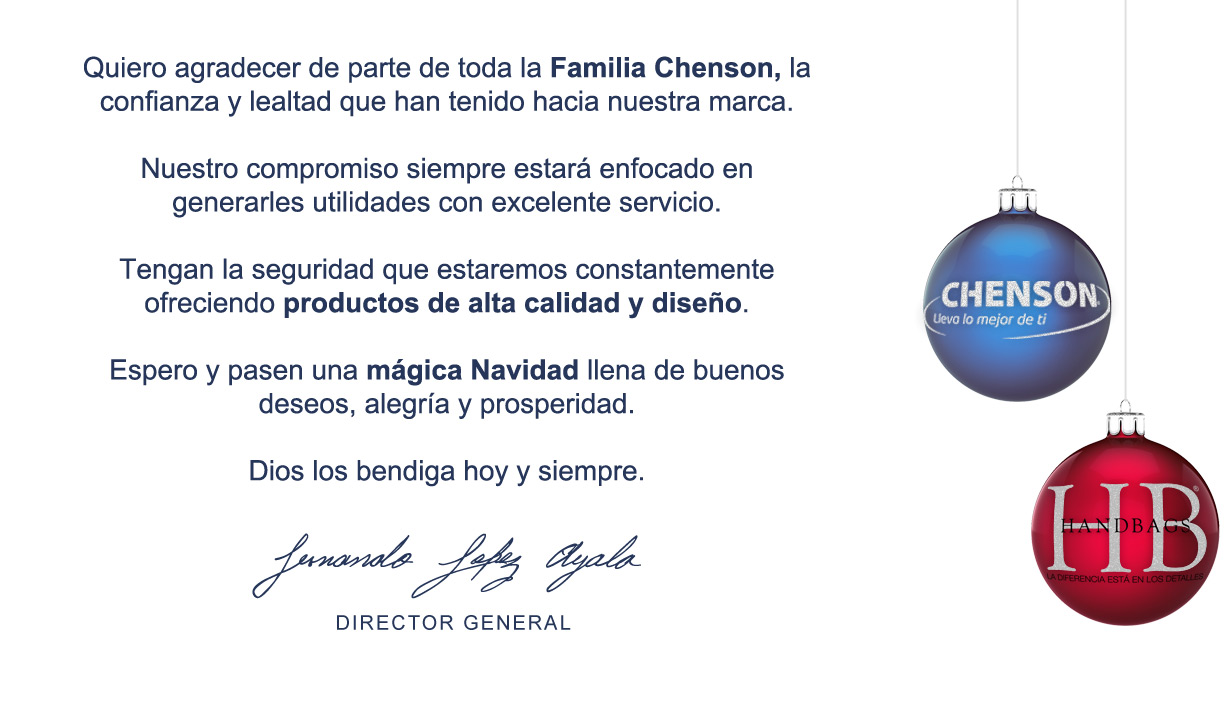 Quiero agradecer de parte de toda la Familia Chenson, la
confianza y lealtad que han tenido hacia nuestra marca.
Nuestro compromiso siempre estará enfocado en
generarles utilidades con excelente servicio.
Tengan la seguridad que estaremos constantemente
ofreciendo productos de alta calidad y diseño.
Espero y pasen una mágica Navidad llena de buenos
deseos, alegría y prosperidad.
Dios los bendiga hoy y siempre.
Fernando Lopez Ayala
DIRECTOR GENERAL
CHENSON
Lleva lo mejor de ti
HB®
HANDBAGS
LA DIFERENCIA ESTÁ EN LOS DETALLES